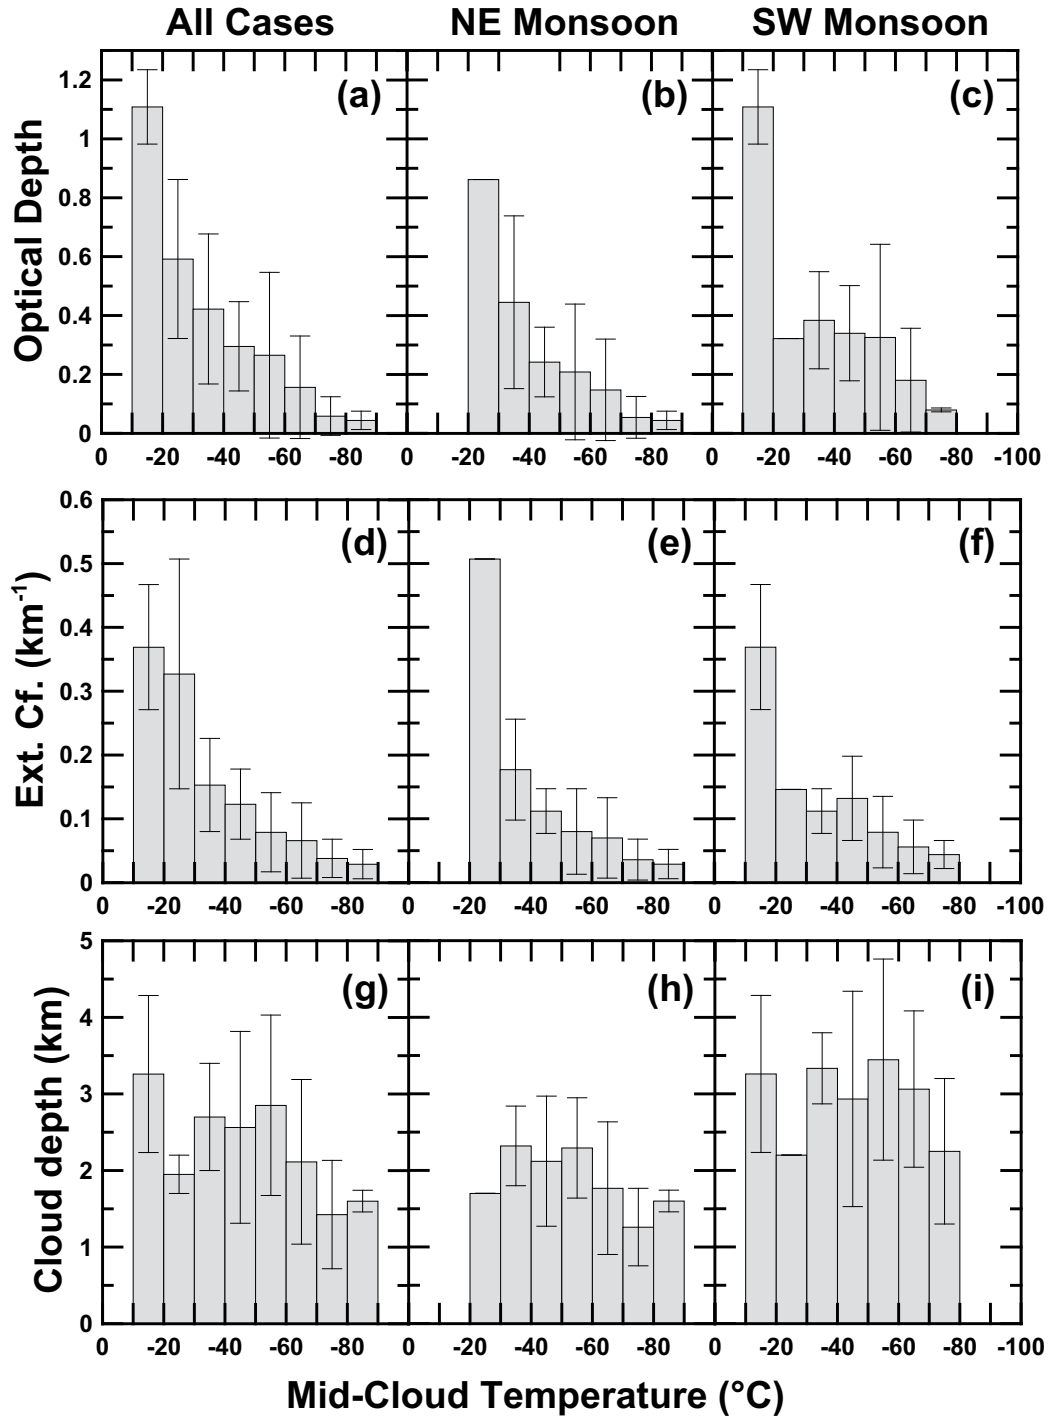 All Cases NE Monsoon SW Monsoon
Optical Depth
1.2
1
0.8
0.6
0.4
0.2
0
(a) (b) (c)
0 -20 -40 -60 -80 0 -20 -40 -60 -80 0 -20 -40 -60 -80 -100
Ext. Cf. (km⁻¹)
0.6
0.5
0.4
0.3
0.2
0.1
0
(d) (e) (f)
0 -20 -40 -60 -80 0 -20 -40 -60 -80 0 -20 -40 -60 -80 -100
Cloud depth (km)
5
4
3
2
1
0
(g) (h) (i)
0 -20 -40 -60 -80 0 -20 -40 -60 -80 0 -20 -40 -60 -80 -100
Mid-Cloud Temperature (°C)